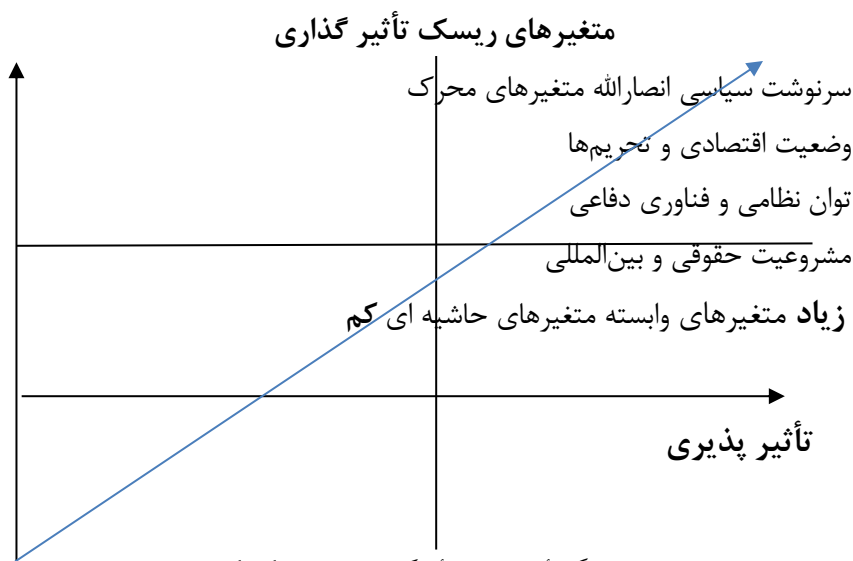 متغیرهای ریسک تأثیر گذاری
سرنوشت سیاسی انصارالله متغیرهای محرک
وضعیت اقتصادی و تحریم‌ها
توان نظامی و فناوری دفاعی
مشروعیت حقوقی و بین‌المللی
زیاد متغیرهای وابسته متغیرهای حاشیه ای کم
تأثیر پذیری